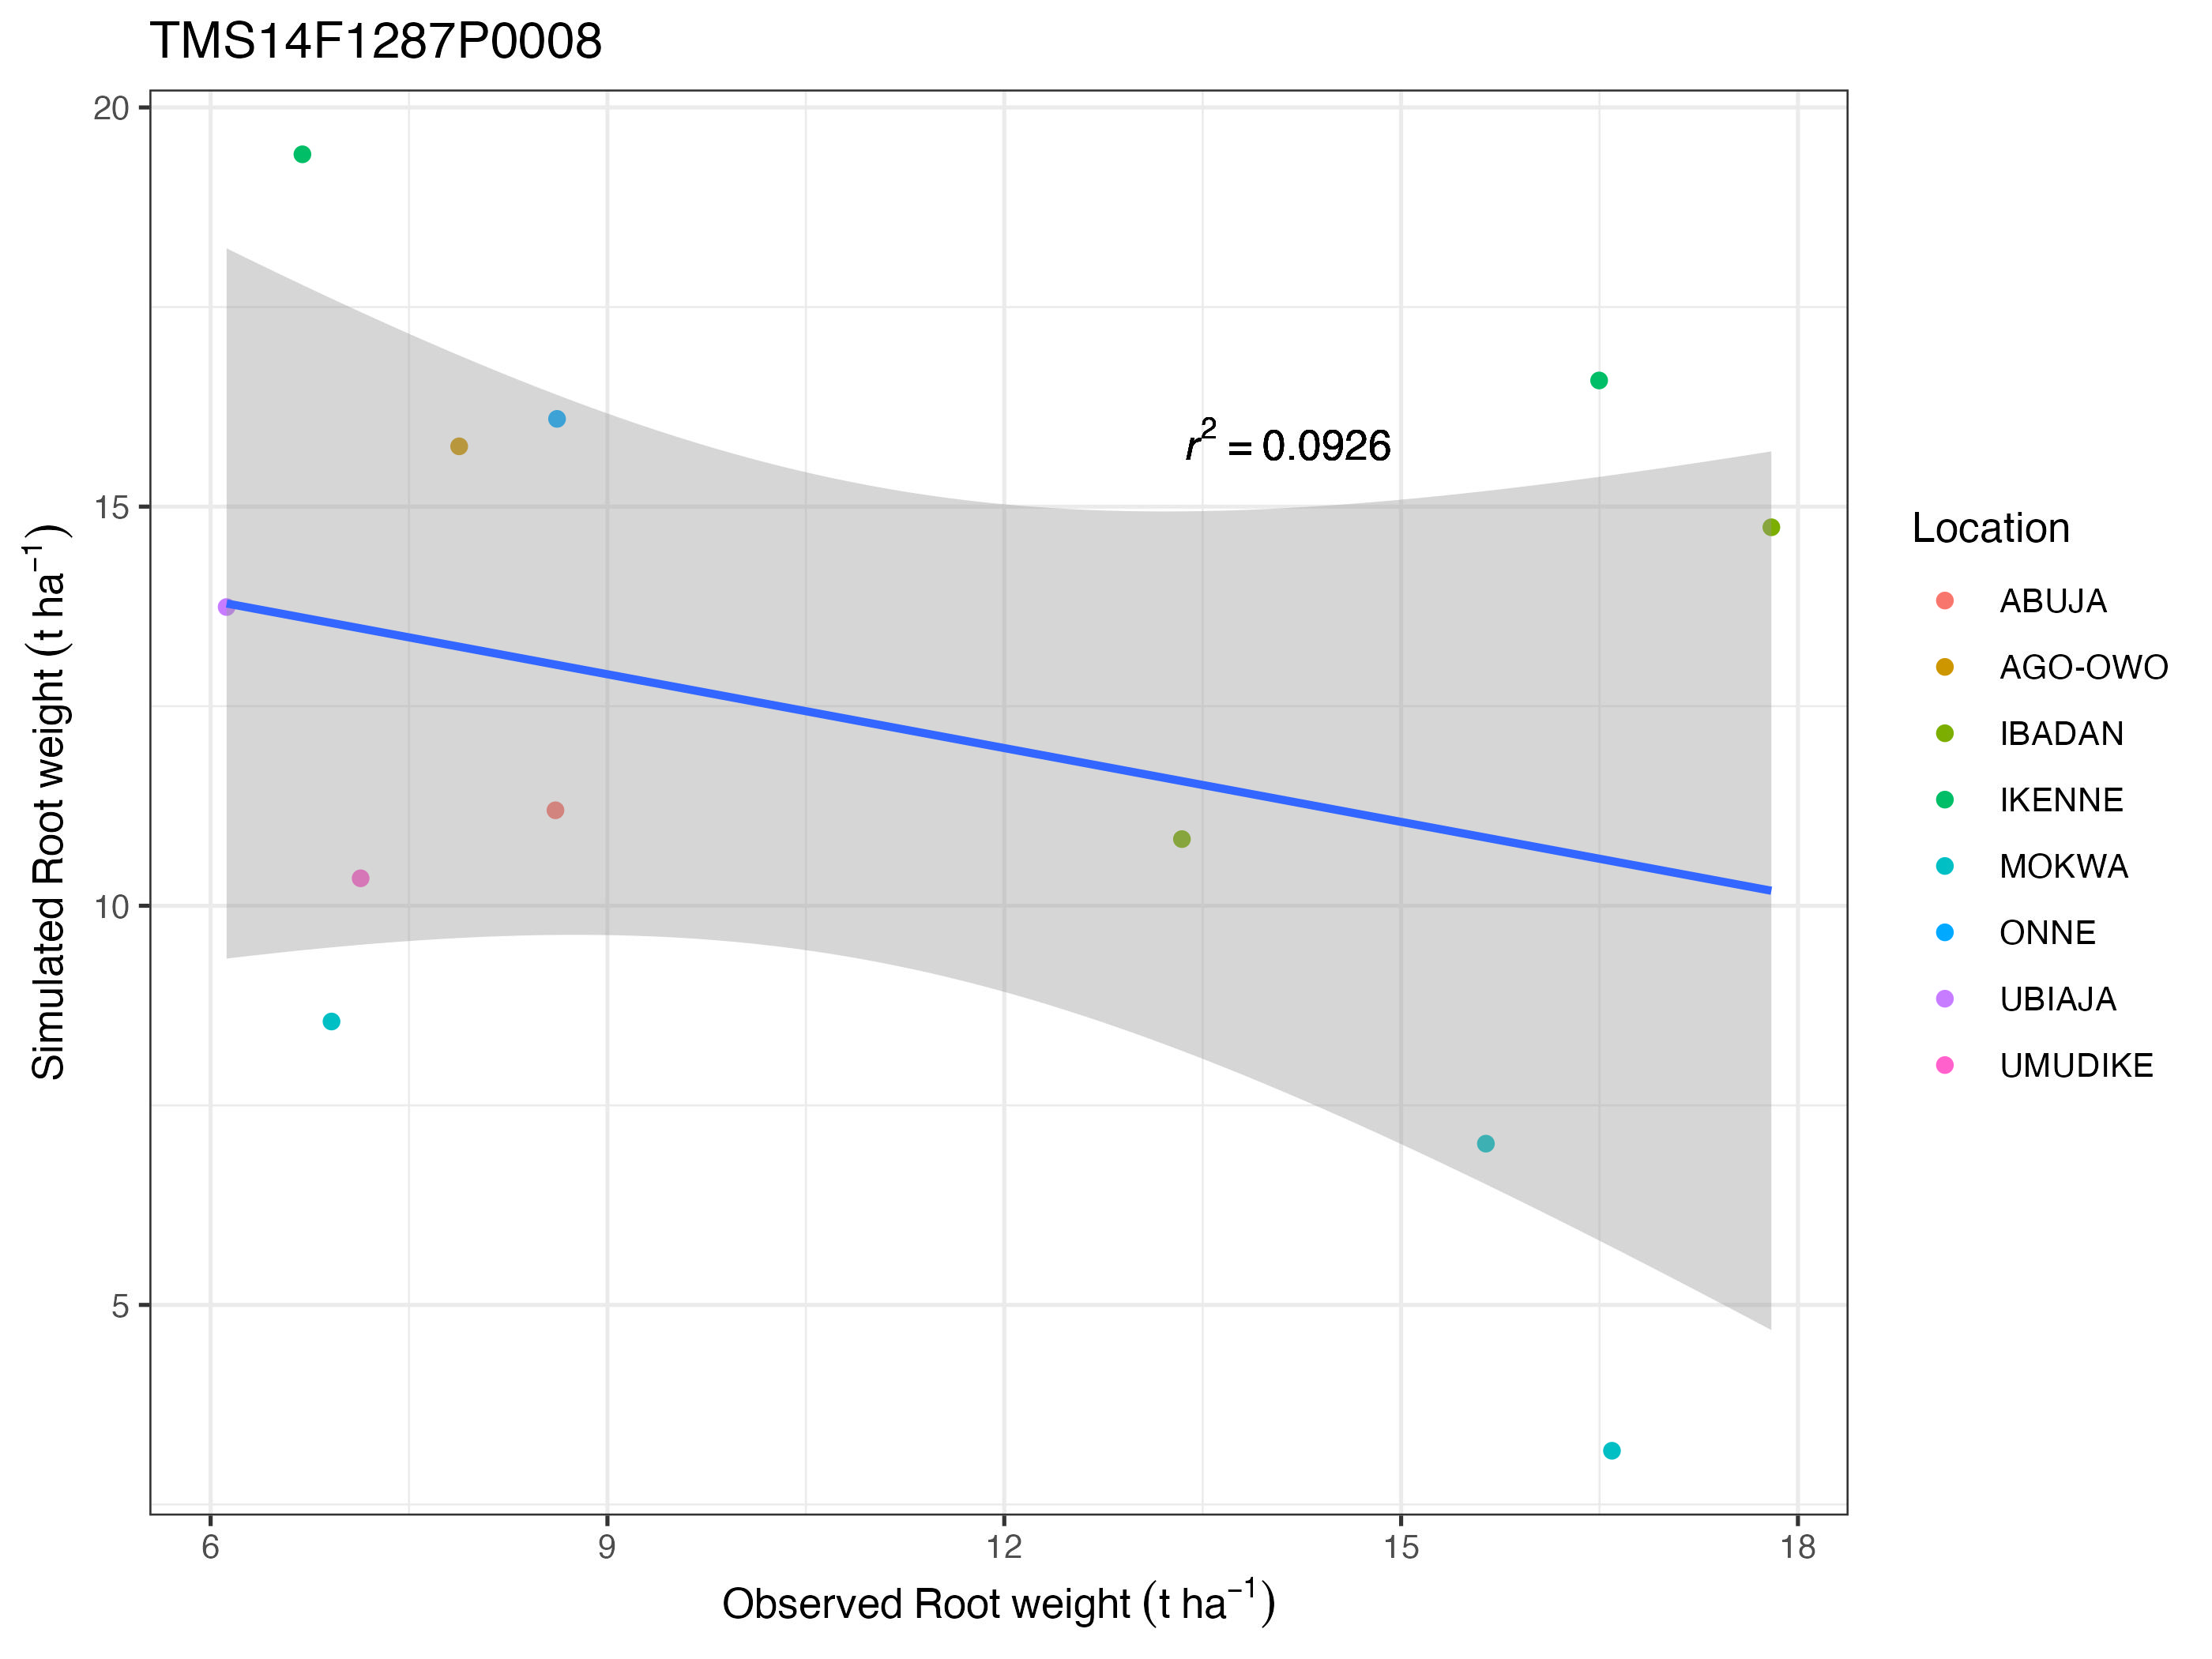 TMS14F1287P0008
20
15
10
5
Simulated Root weight (t ha⁻¹)
r² = 0.0926
6 9 12 15 18
Observed Root weight (t ha⁻¹)
Location
ABUJA
AGO-OWO
IBADAN
IKENNE
MOKWA
ONNE
UBIAJA
UMUDIKE